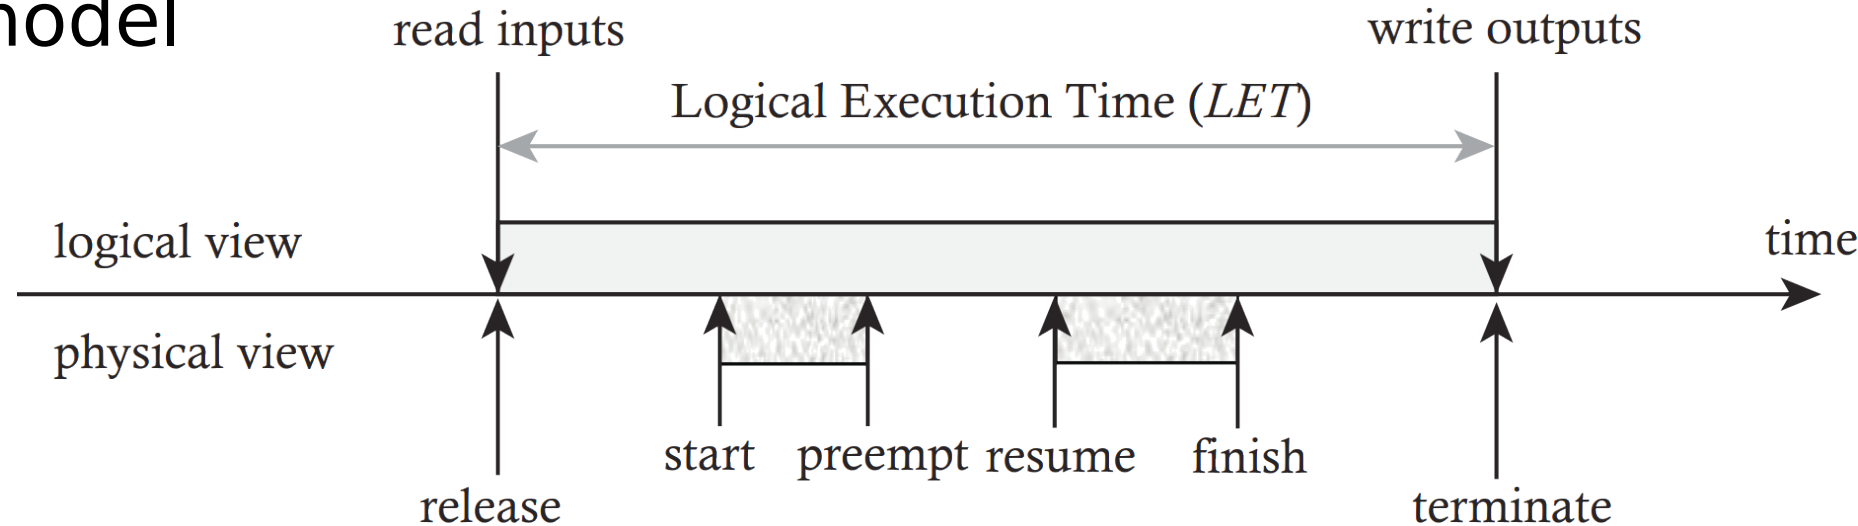 nodel
read inputs
write outputs
Logical Execution Time (LET)
logical view
time
physical view
start preempt resume finish
release
terminate